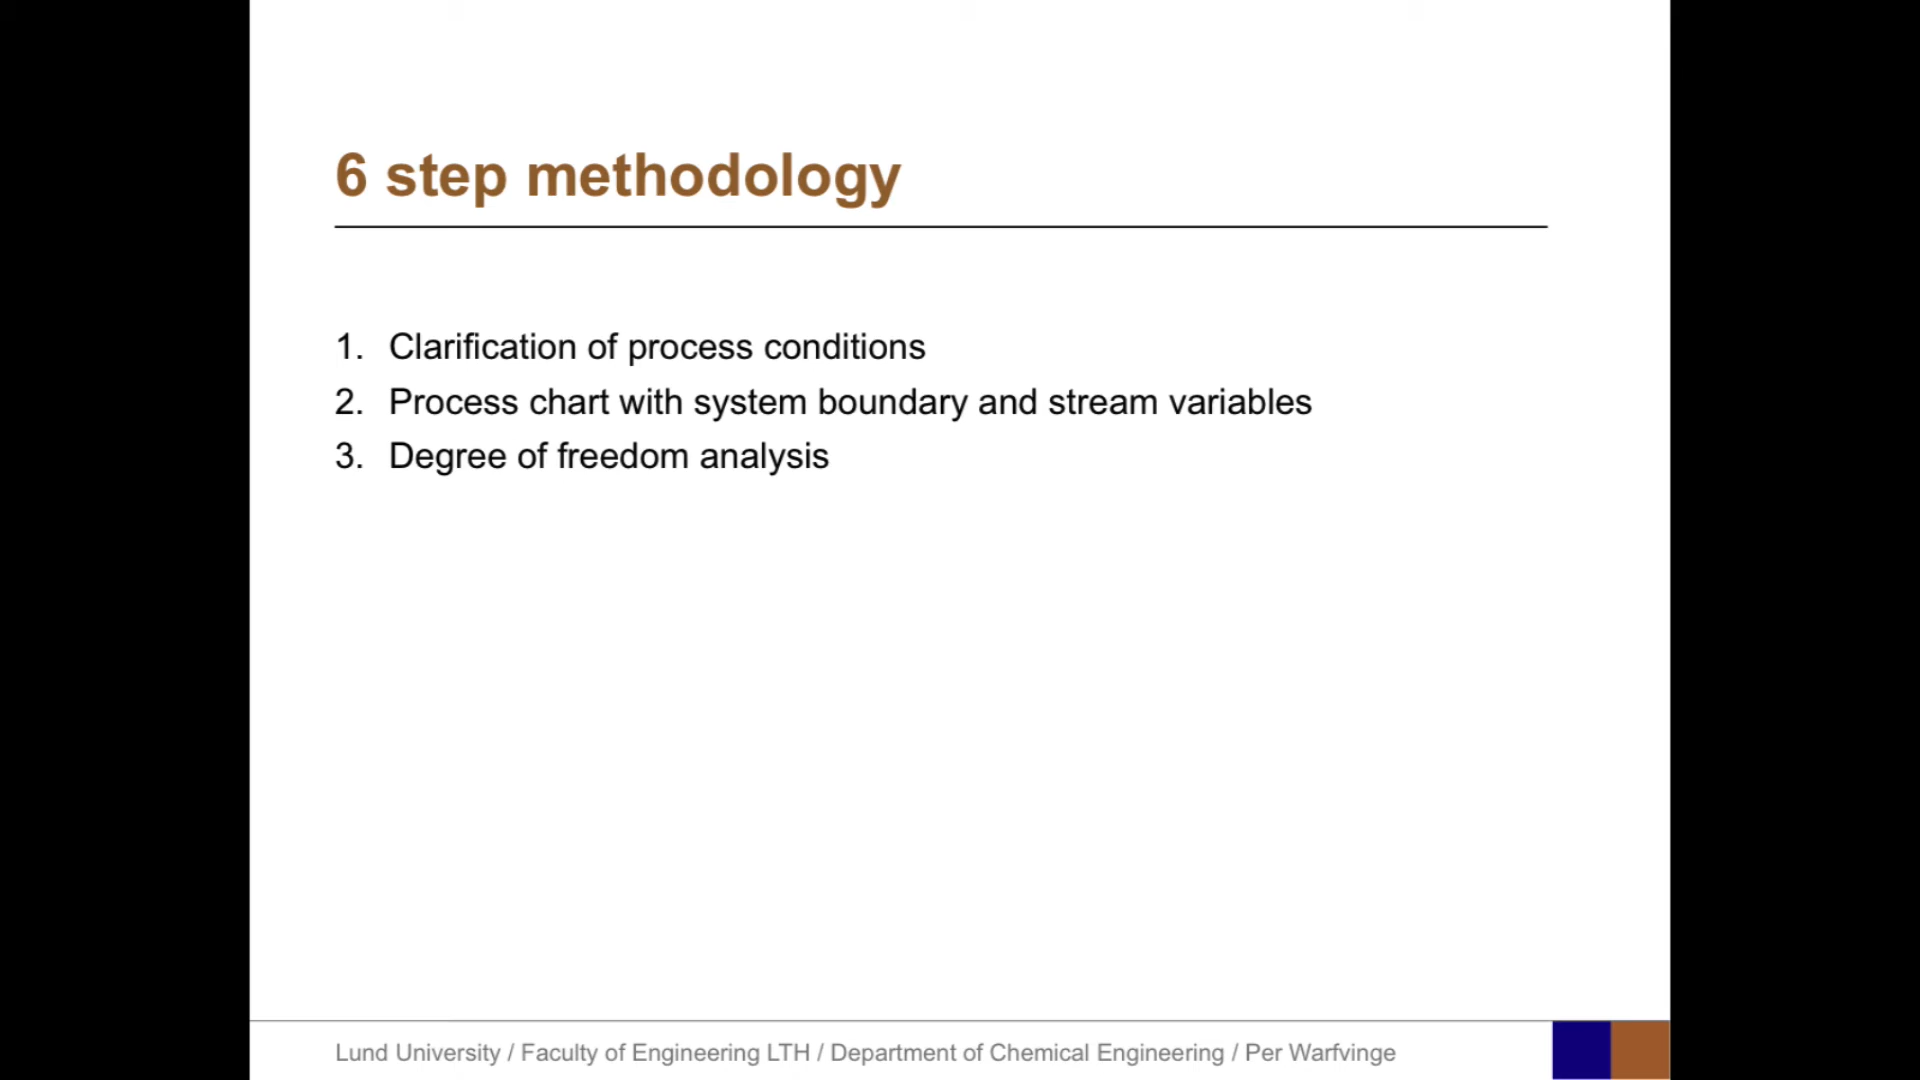 6 step methodology
1. Clarification of process conditions
2. Process chart with system boundary and stream variables
3. Degree of freedom analysis
Lund University / Faculty of Engineering LTH / Department of Chemical Engineering / Per Warfvinge